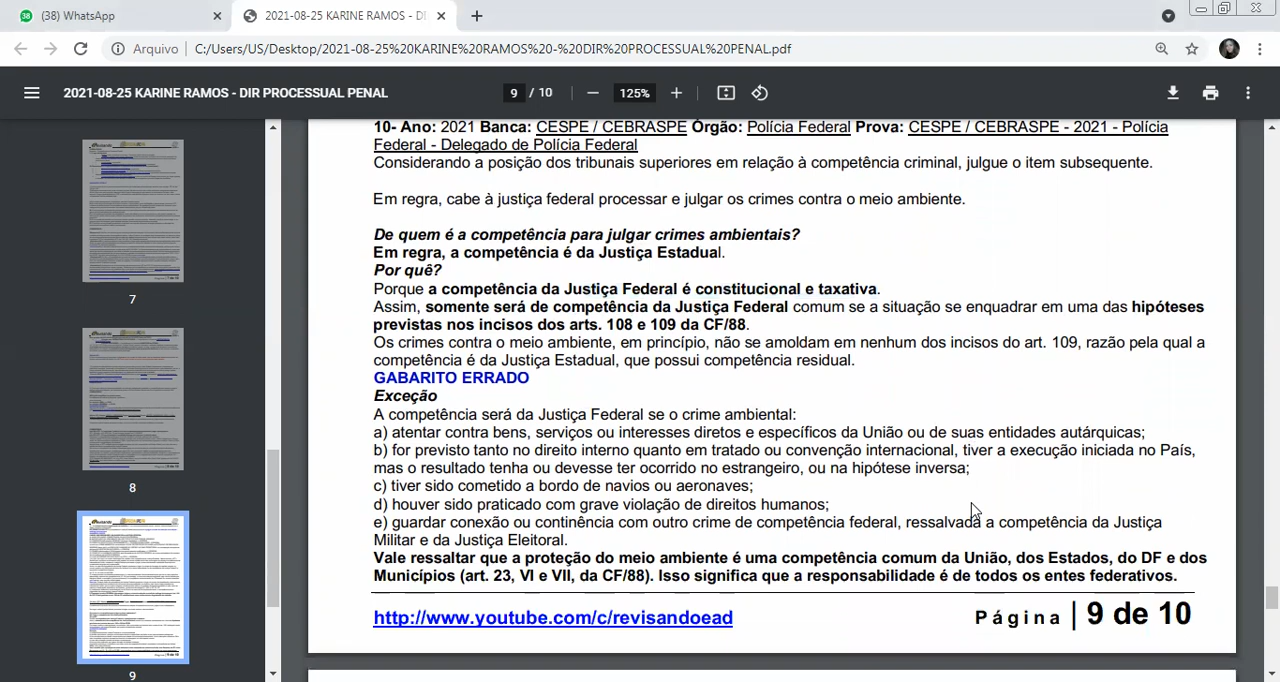 (38) WhatsApp
2021-08-25 KARINE RAMOS - DI
Arquivo
C:/Users/US/Desktop/2021-08-25%20KARINE%20RAMOS%20-%20DIR%20PROCESSUAL%20PENAL.pdf
2021-08-25 KARINE RAMOS - DIR PROCESSUAL PENAL
9 / 10
125%
10- Ano: 2021 Banca: CESPE / CEBRASPE Órgão: Polícia Federal Prova: CESPE / CEBRASPE - 2021 - Polícia
Federal - Delegado de Polícia Federal
Considerando a posição dos tribunais superiores em relação à competência criminal, julgue o item subsequente.
Em regra, cabe à justiça federal processar e julgar os crimes contra o meio ambiente.
De quem é a competência para julgar crimes ambientais?
Em regra, a competência é da Justiça Estadual.
Por quê?
Porque a competência da Justiça Federal é constitucional e taxativa.
Assim, somente será de competência da Justiça Federal comum se a situação se enquadrar em uma das hipóteses
previstas nos incisos dos arts. 108 e 109 da CF/88.
Os crimes contra o meio ambiente, em princípio, não se amoldam em nenhum dos incisos do art. 109, razão pela qual a
competência é da Justiça Estadual, que possui competência residual.
GABARITO ERRADO
Exceção
A competência será da Justiça Federal se o crime ambiental:
a) atentar contra bens, serviços ou interesses diretos e específicos da União ou de suas entidades autárquicas;
b) for previsto tanto no direito interno quanto em tratado ou convenção internacional, tiver a execução iniciada no País,
mas o resultado tenha ou devesse ter ocorrido no estrangeiro, ou na hipótese inversa;
c) tiver sido cometido a bordo de navios ou aeronaves;
d) houver sido praticado com grave violação de direitos humanos;
e) guardar conexão ou continência com outro crime de competência federal, ressalvada a competência da Justiça
Militar e da Justiça Eleitoral.
Vale ressaltar que a proteção ao meio ambiente é uma competência comum da União, dos Estados, do DF e dos
Municípios (art. 23, VI e VII, da CF/88). Isso significa que a responsabilidade é de todos os entes federativos.
http://www.youtube.com/c/revisandoead
Página | 9 de 10
7
8
9